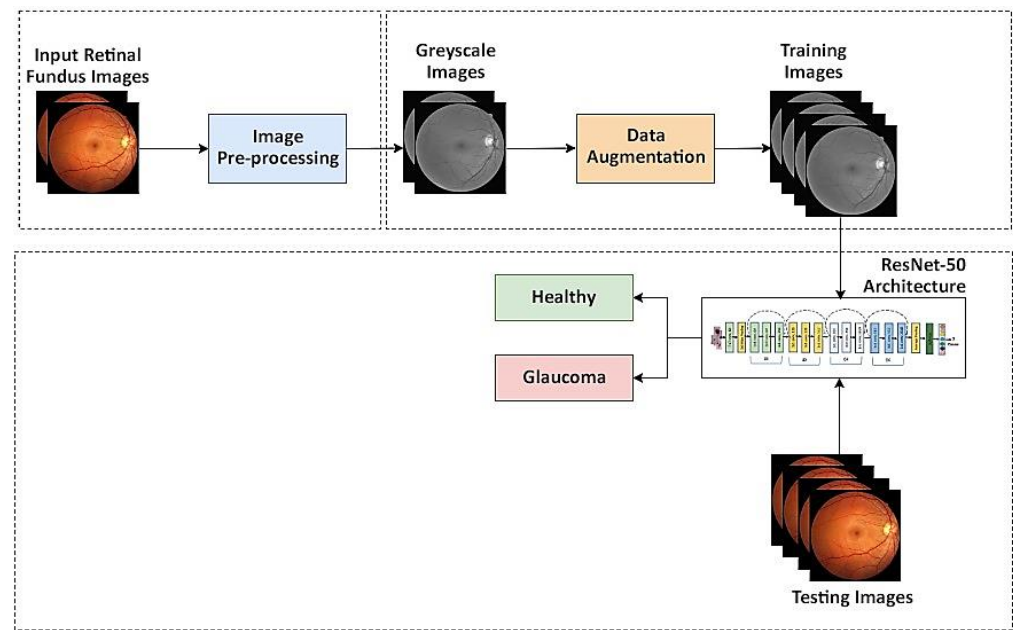 Input Retinal
Fundus Images
Image
Pre-processing
Greyscale
Images
Data
Augmentation
Training
Images
ResNet-50
Architecture
Healthy
Glaucoma
Testing Images